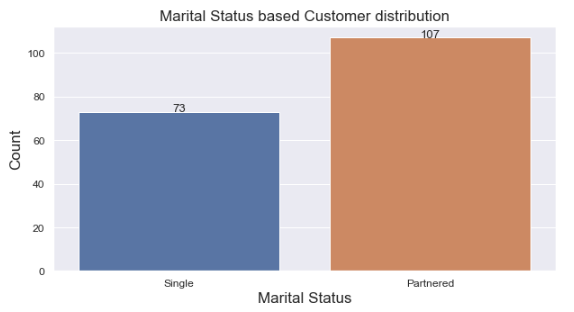 Marital Status based Customer distribution
107
100
80
73
60
Count
40
20
0
Single Partnered
Marital Status